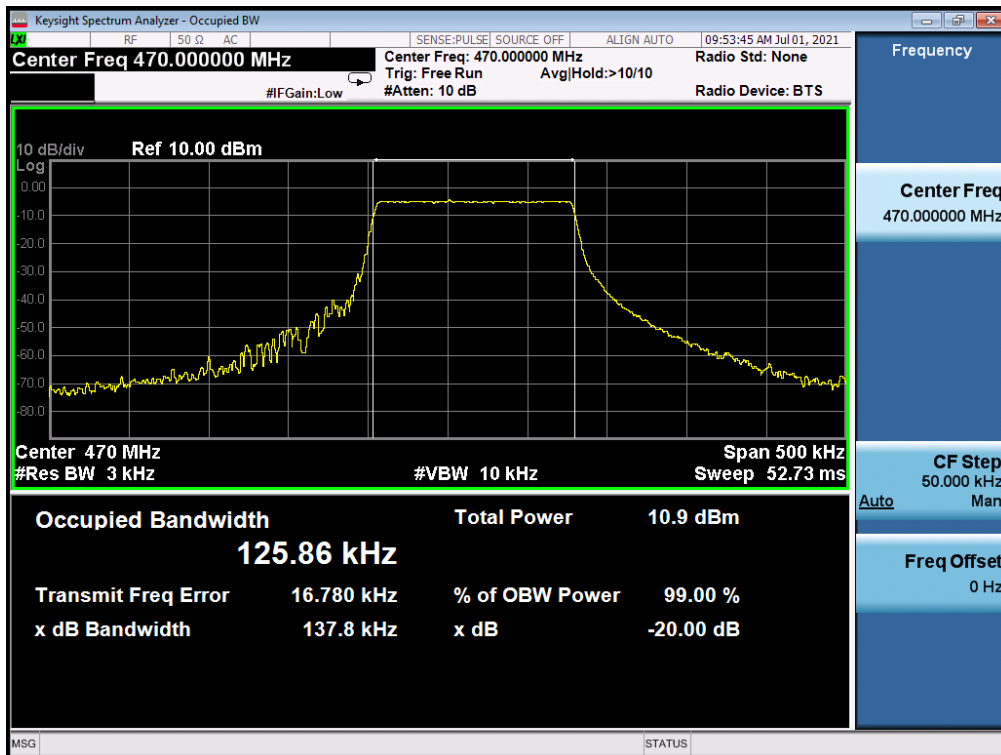 Keysight Spectrum Analyzer - Occupied BW
LXI RF 50 Ω AC SENSE:PULSE SOURCE OFF ALIGN AUTO 09:53:45 AM Jul 01, 2021
Center Freq 470.000000 MHz
Center Freq: 470.000000 MHz Radio Std: None
Trig: Free Run Avg|Hold:>10/10
#IFGain:Low #Atten: 10 dB Radio Device: BTS
10 dB/div Ref 10.00 dBm
Log
0.00
-10.0
-20.0
-30.0
-40.0
-50.0
-60.0
-70.0
-80.0
Center 470 MHz Span 500 kHz
#Res BW 3 kHz #VBW 10 kHz Sweep 52.73 ms
Occupied Bandwidth Total Power 10.9 dBm
125.86 kHz
Transmit Freq Error 16.780 kHz % of OBW Power 99.00 %
x dB Bandwidth 137.8 kHz x dB -20.00 dB
Frequency
Center Freq
470.000000 MHz
CF Step
50.000 kHz
Auto Man
Freq Offset
0 Hz
MSG STATUS